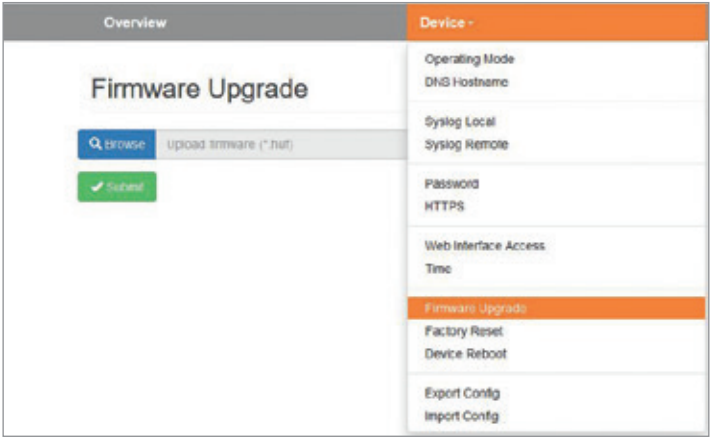 Overview
Device
Firmware Upgrade
Browse
Upload firmware (*.huf)
Submit
Operating Mode
DNS Hostname
Syslog Local
Syslog Remote
Password
HTTPS
Web Interface Access
Time
Firmware Upgrade
Factory Reset
Device Reboot
Export Config
Import Config